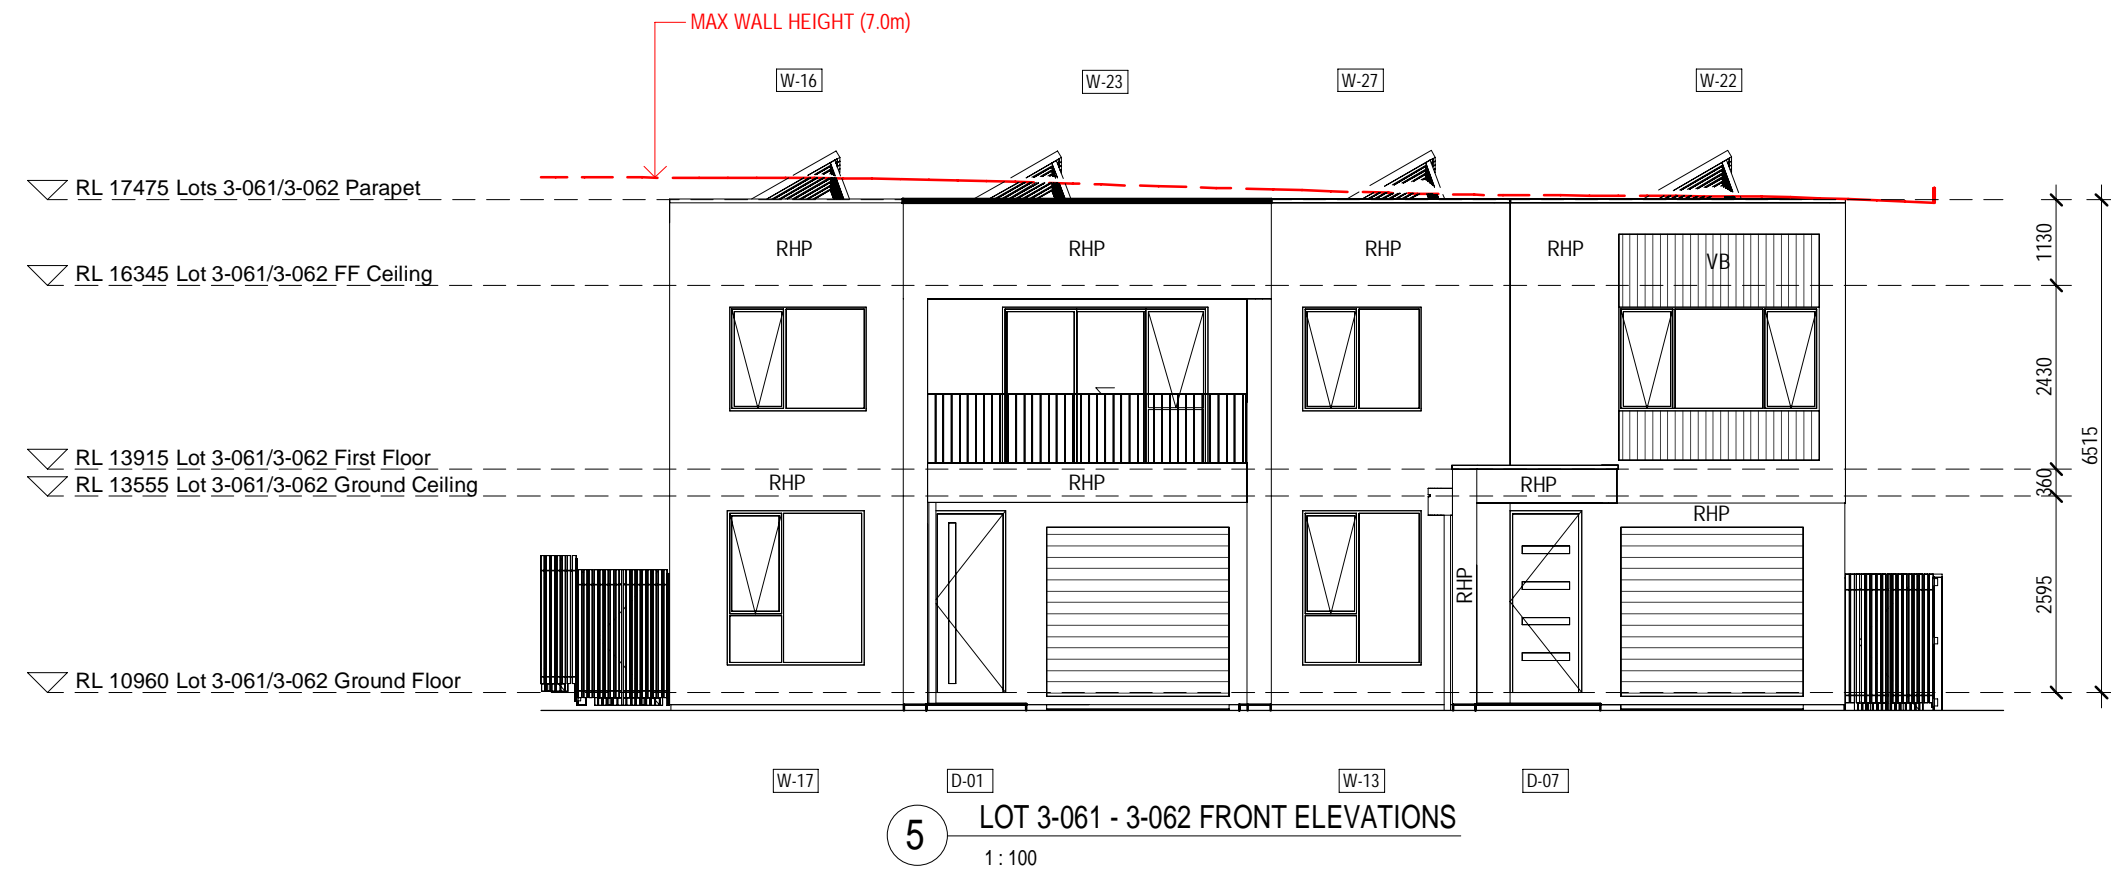 MAX WALL HEIGHT (7.0m)
W-16
W-23
W-27
W-22
RL 17475 Lots 3-061/3-062 Parapet
RHP
RHP
RHP
RHP
VB
1130
RL 16345 Lot 3-061/3-062 FF Ceiling
2430
6515
RL 13915 Lot 3-061/3-062 First Floor
RL 13555 Lot 3-061/3-062 Ground Ceiling
RHP
RHP
RHP
360
RHP
RHP
2595
RL 10960 Lot 3-061/3-062 Ground Floor
W-17
D-01
W-13
D-07
5
LOT 3-061 - 3-062 FRONT ELEVATIONS
1 : 100